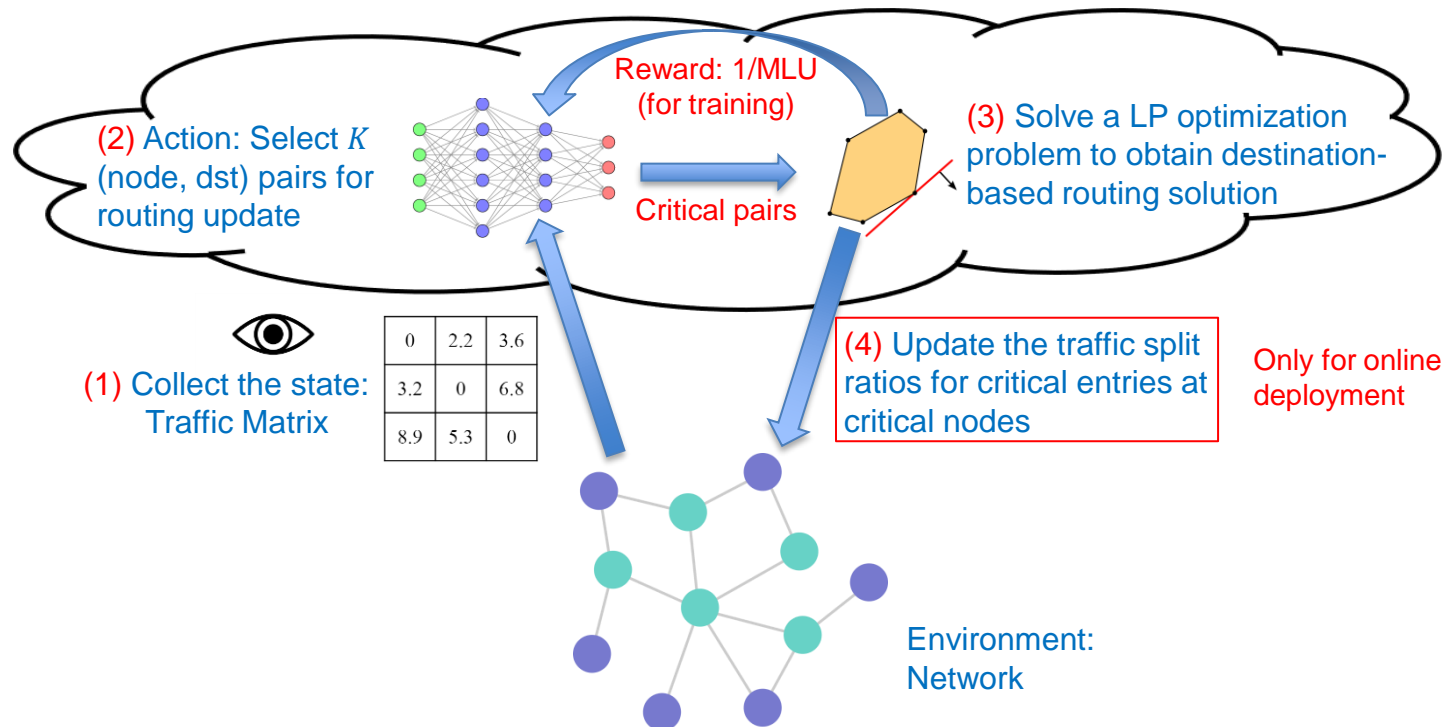 Reward: 1/MLU
(for training)
(2) Action: Select K
(node, dst) pairs for
routing update
Critical pairs
(3) Solve a LP optimization
problem to obtain destination-
based routing solution
(1) Collect the state:
Traffic Matrix
0 2.2 3.6
3.2 0 6.8
8.9 5.3 0
(4) Update the traffic split
ratios for critical entries at
critical nodes
Only for online
deployment
Environment:
Network